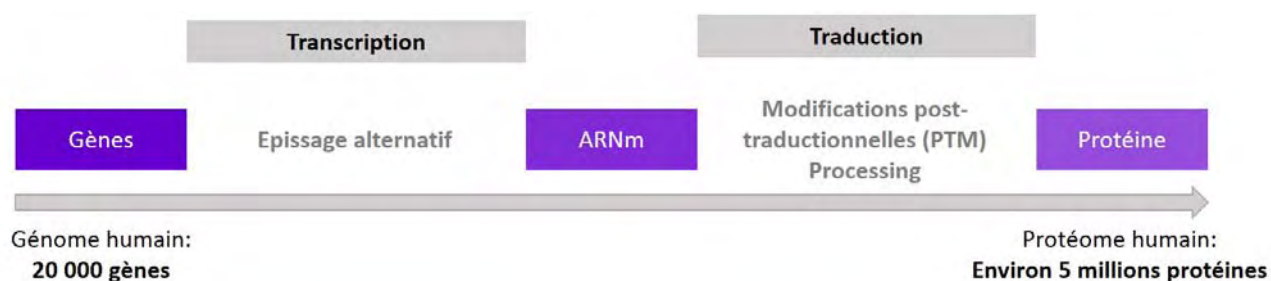 Transcription
Traduction
Gènes
Epissage alternatif
ARNm
Modifications post-
traductionnelles (PTM)
Processing
Protéine
Génome humain:
20 000 gènes
Protéome humain:
Environ 5 millions protéines